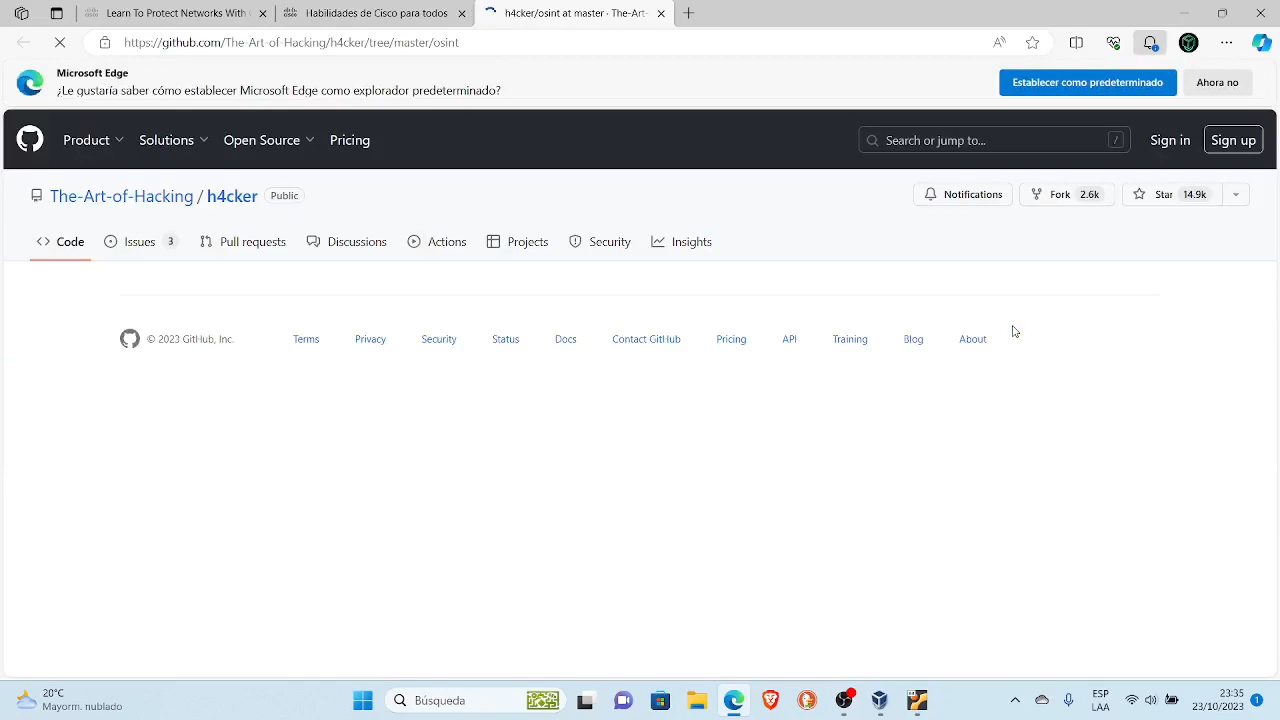 Learn To Protect Networks With
Habilidades de Cisco para todos
h4cker/osint at master · The-Art-
https://github.com/The-Art-of-Hacking/h4cker/tree/master/osint
Microsoft Edge
¿Le gustaría saber cómo establecer Microsoft Edge como navegador predeterminado?
Establecer como predeterminado
Ahora no
Product
Solutions
Open Source
Pricing
Search or jump to...
/
Sign in
Sign up
The-Art-of-Hacking / h4cker
Public
Notifications
Fork 2.6k
Star 14.9k
Code
Issues 3
Pull requests
Discussions
Actions
Projects
Security
Insights
© 2023 GitHub, Inc.
Terms
Privacy
Security
Status
Docs
Contact GitHub
Pricing
API
Training
Blog
About
20°C
Mayorm. nublado
Búsqueda
ESP
LAA
23:35
23/10/2023
1